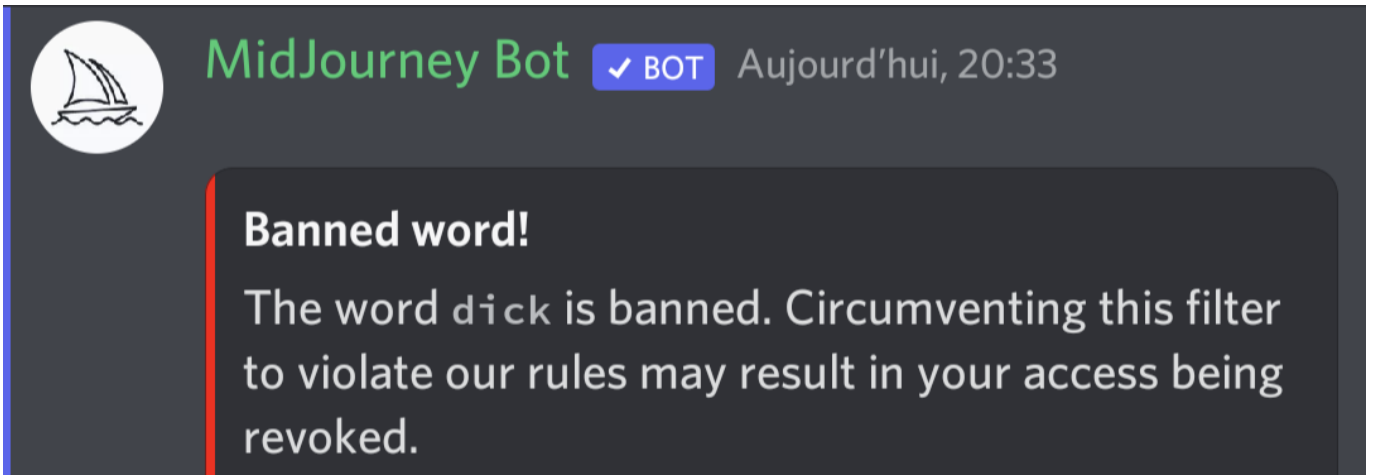 MidJourney Bot ✓ BOT Aujourd'hui, 20:33
Banned word!
The word dick is banned. Circumventing this filter
to violate our rules may result in your access being
revoked.